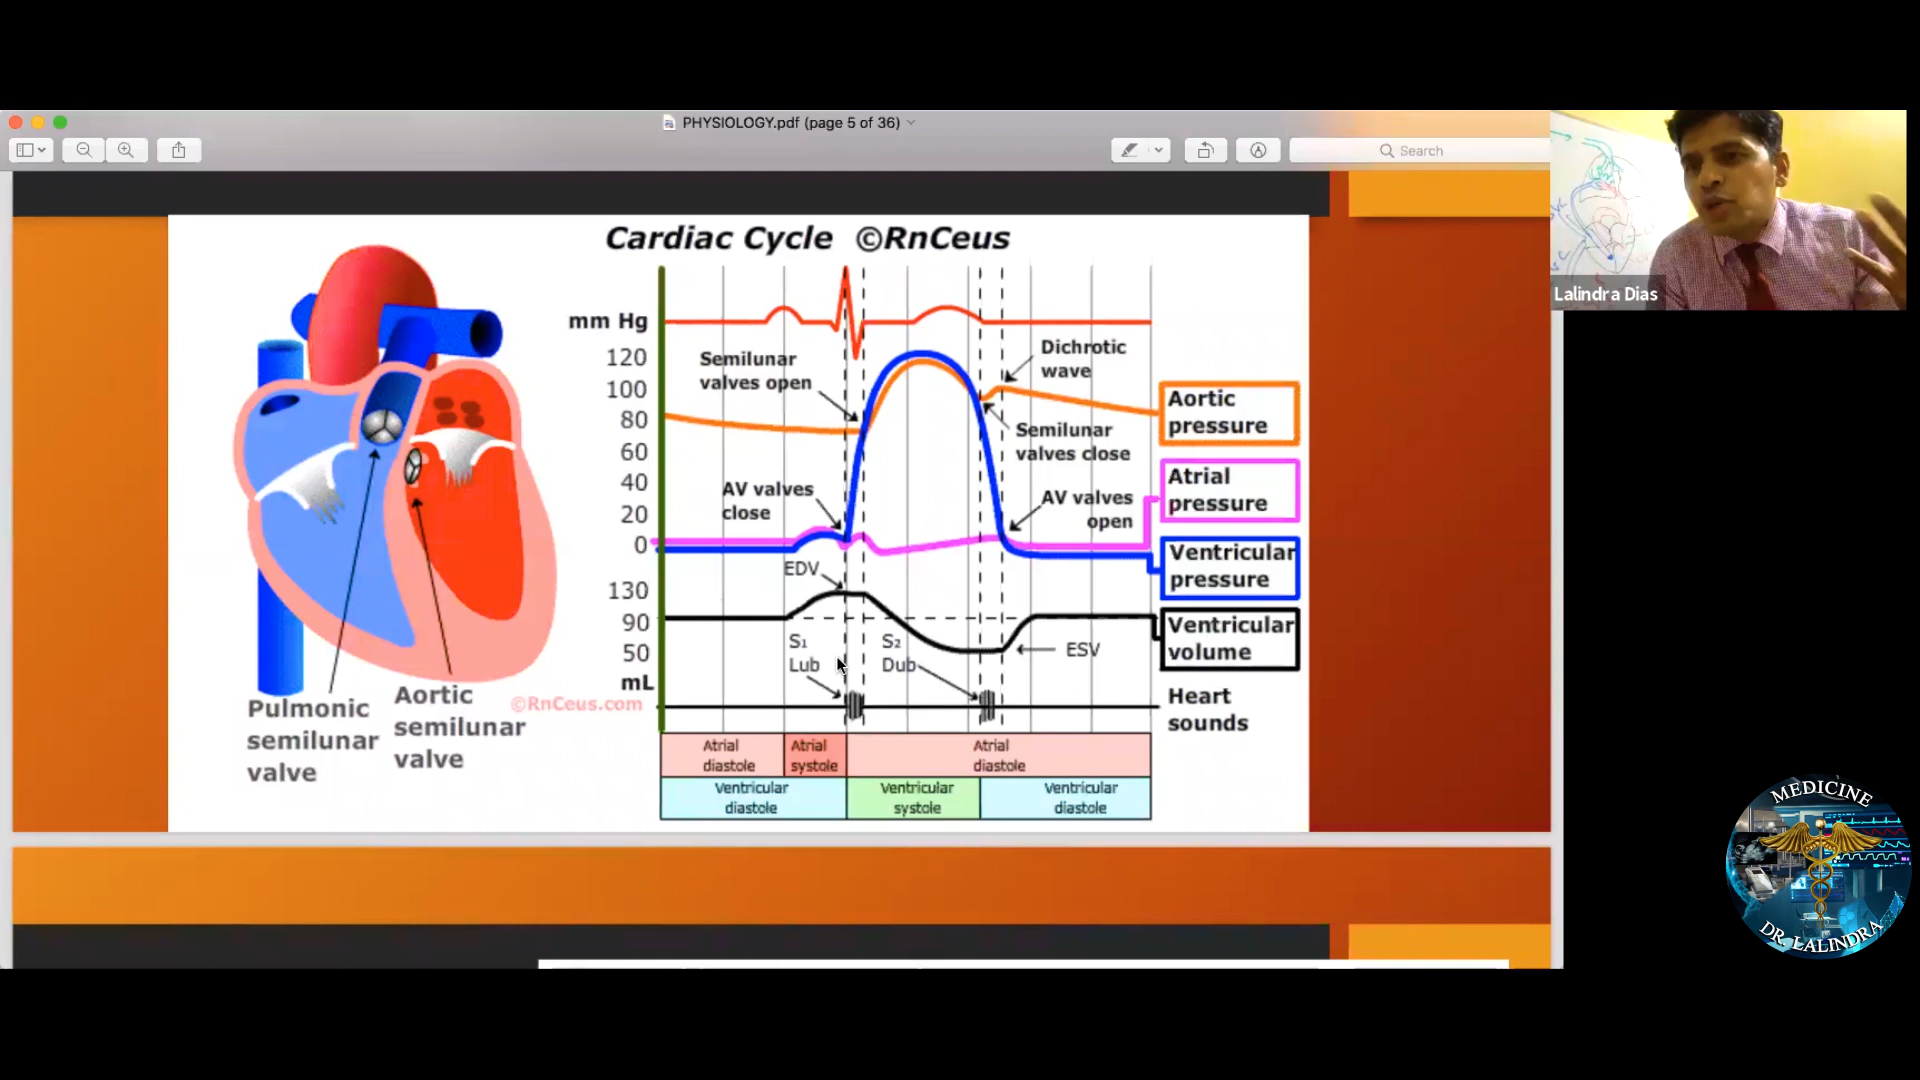 PHYSIOLOGY.pdf (page 5 of 36)
Search
Lalindra Dias
Cardiac Cycle ©RnCeus
mm Hg
120
100
80
60
40
20
0
130
90
50
mL
Semilunar
valves open
Dichrotic
wave
Semilunar
valves close
AV valves
close
AV valves
open
EDV
S1
Lub
S2
Dub
ESV
Aortic
pressure
Atrial
pressure
Ventricular
pressure
Ventricular
volume
Heart
sounds
Pulmonic
semilunar
valve
Aortic
semilunar
valve
©RnCeus.com
Atrial
diastole
Atrial
systole
Atrial
diastole
Ventricular
diastole
Ventricular
systole
Ventricular
diastole
MEDICINE
DR. LALINDRA